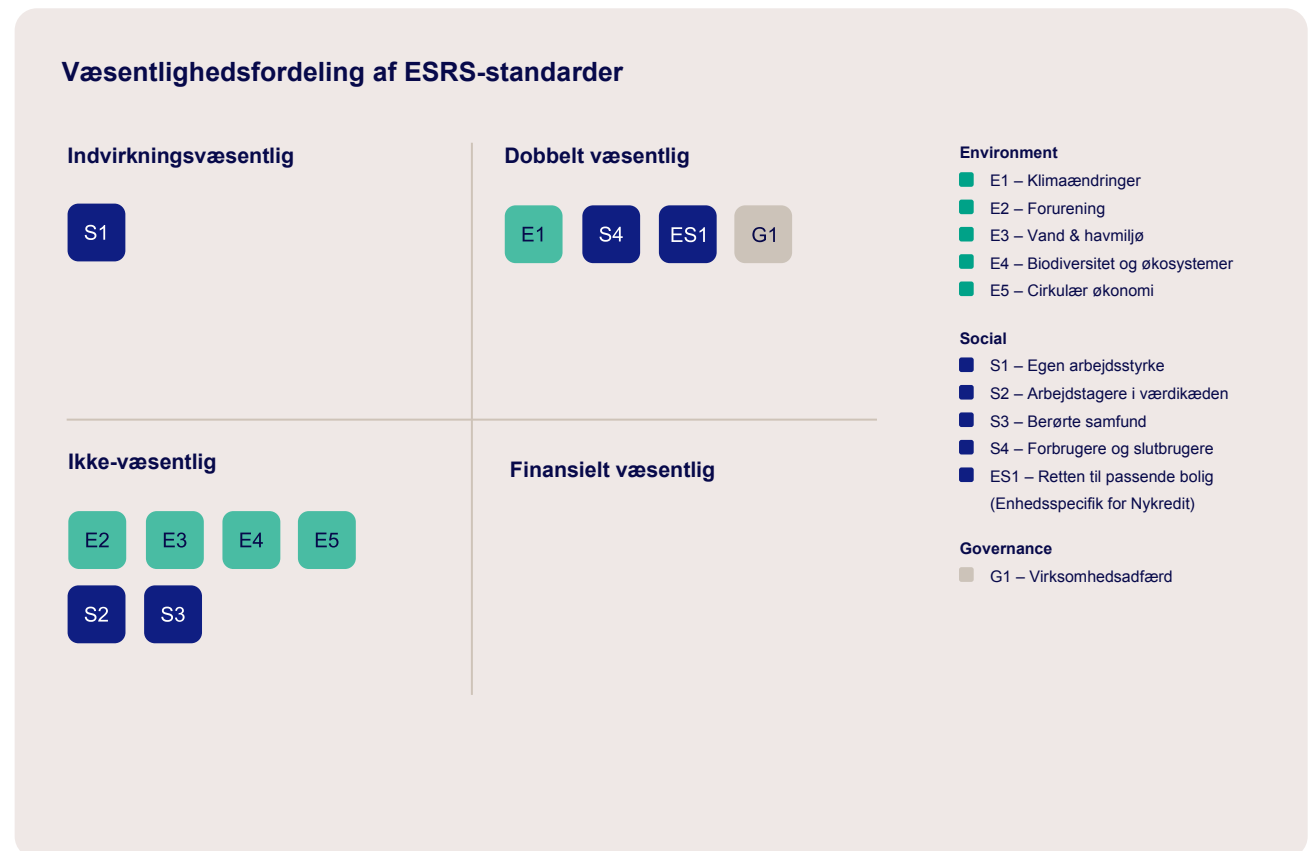 Væsentlighedsfordeling af ESRS-standarder
Indvirkningsvæsentlig
S1
Dobbelt væsentlig
E1 S4 ES1 G1
Ikke-væsentlig
E2 E3 E4 E5
S2 S3
Finansielt væsentlig
Environment
E1 – Klimaændringer
E2 – Forurening
E3 – Vand & havmiljø
E4 – Biodiversitet og økosystemer
E5 – Cirkulær økonomi
Social
S1 – Egen arbejdsstyrke
S2 – Arbejdstagere i værdikæden
S3 – Berørte samfund
S4 – Forbrugere og slutbrugere
ES1 – Retten til passende bolig
(Enhedsspecifik for Nykredit)
Governance
G1 – Virksomhedsadfærd